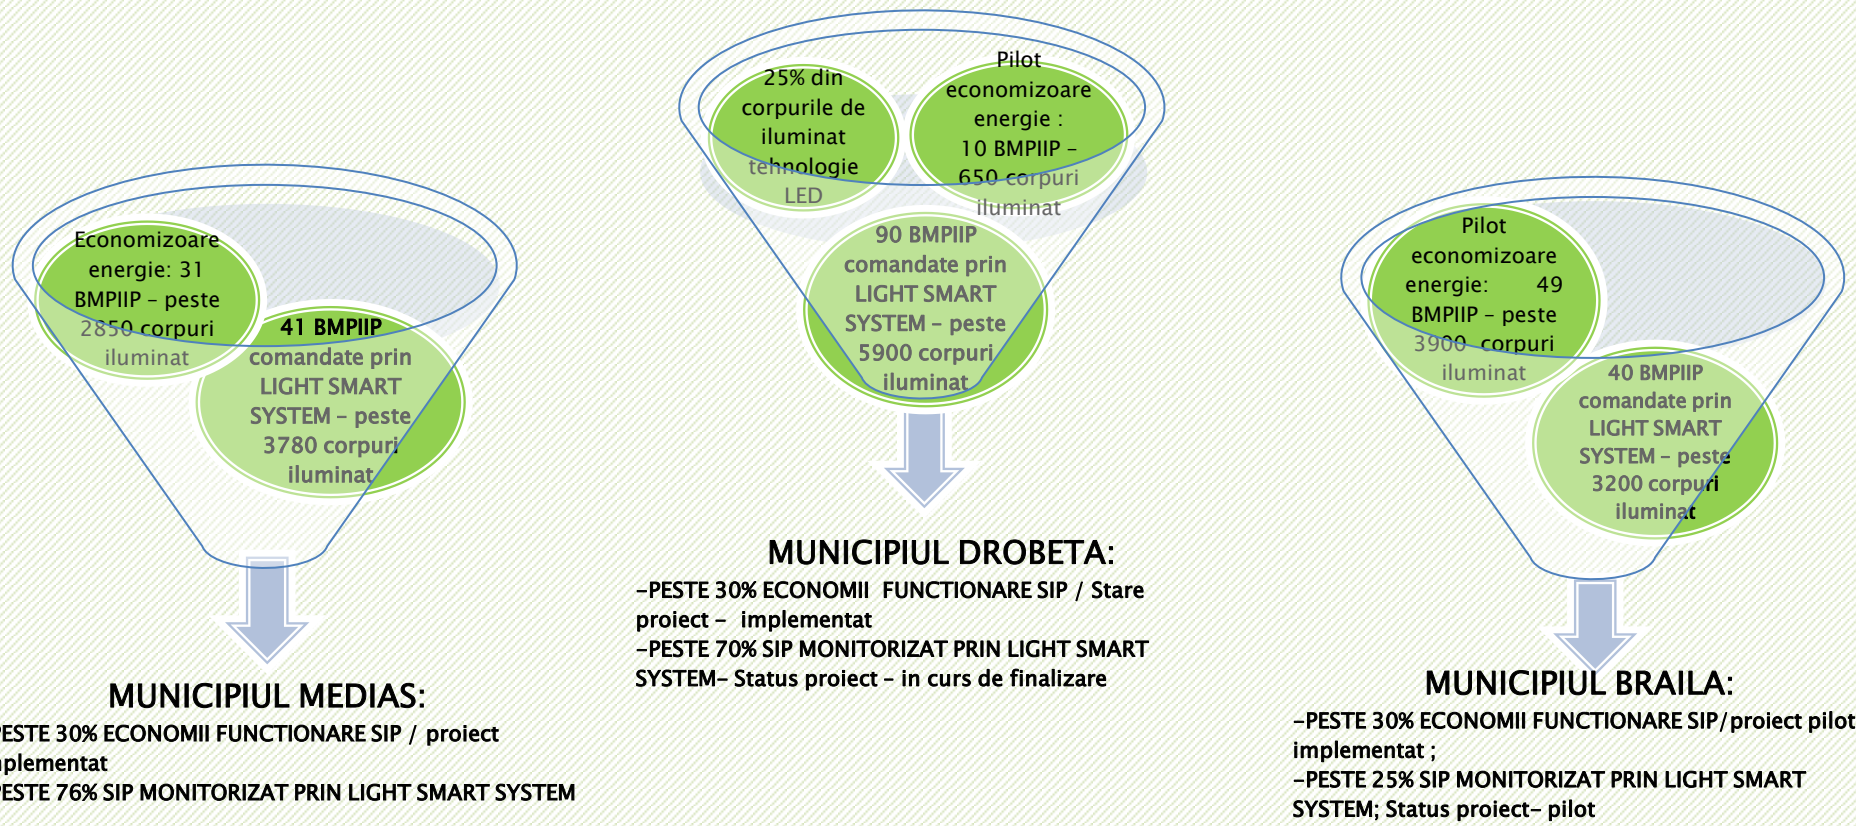 Economizoare
energie: 31
BMPIIP – peste
2850 corpuri
iluminat
41 BMPIIP
comandate prin
LIGHT SMART
SYSTEM – peste
3780 corpuri
iluminat
MUNICIPIUL MEDIAS:
PESTE 30% ECONOMII FUNCTIONARE SIP / proiect
mplementat
PESTE 76% SIP MONITORIZAT PRIN LIGHT SMART SYSTEM
25% din
corpurile de
iluminat
tehnologie
LED
Pilot
economizoare
energie :
10 BMPIIP –
650 corpuri
iluminat
90 BMPIIP
comandate prin
LIGHT SMART
SYSTEM – peste
5900 corpuri
iluminat
MUNICIPIUL DROBETA:
-PESTE 30% ECONOMII FUNCTIONARE SIP / Stare
proiect – implementat
-PESTE 70% SIP MONITORIZAT PRIN LIGHT SMART
SYSTEM– Status proiect – in curs de finalizare
Pilot
economizoare
energie: 49
BMPIIP – peste
3900 corpuri
iluminat
40 BMPIIP
comandate prin
LIGHT SMART
SYSTEM – peste
3200 corpuri
iluminat
MUNICIPIUL BRAILA:
-PESTE 30% ECONOMII FUNCTIONARE SIP/proiect pilot
implementat ;
-PESTE 25% SIP MONITORIZAT PRIN LIGHT SMART
SYSTEM; Status proiect– pilot